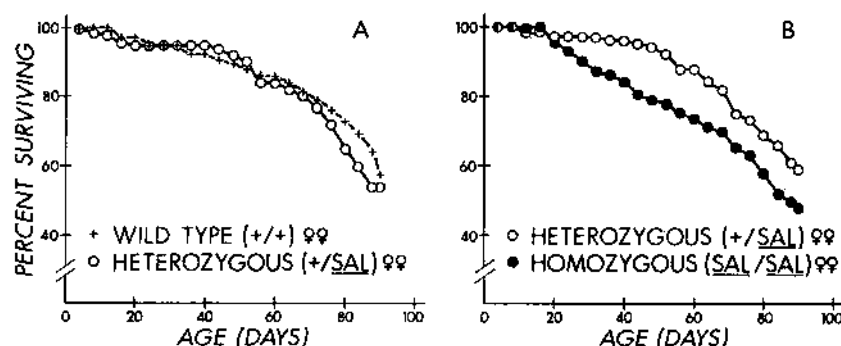 A
PERCENT SURVIVING
100
80
60
40
+ WILD TYPE (+/+) ♀♀
○ HETEROZYGOUS (+/SAL) ♀♀
0 20 40 60 80 100
AGE (DAYS)
B
100
80
60
40
○ HETEROZYGOUS (+/SAL) ♀♀
● HOMOZYGOUS (SAL/SAL) ♀♀
0 20 40 60 80 100
AGE (DAYS)